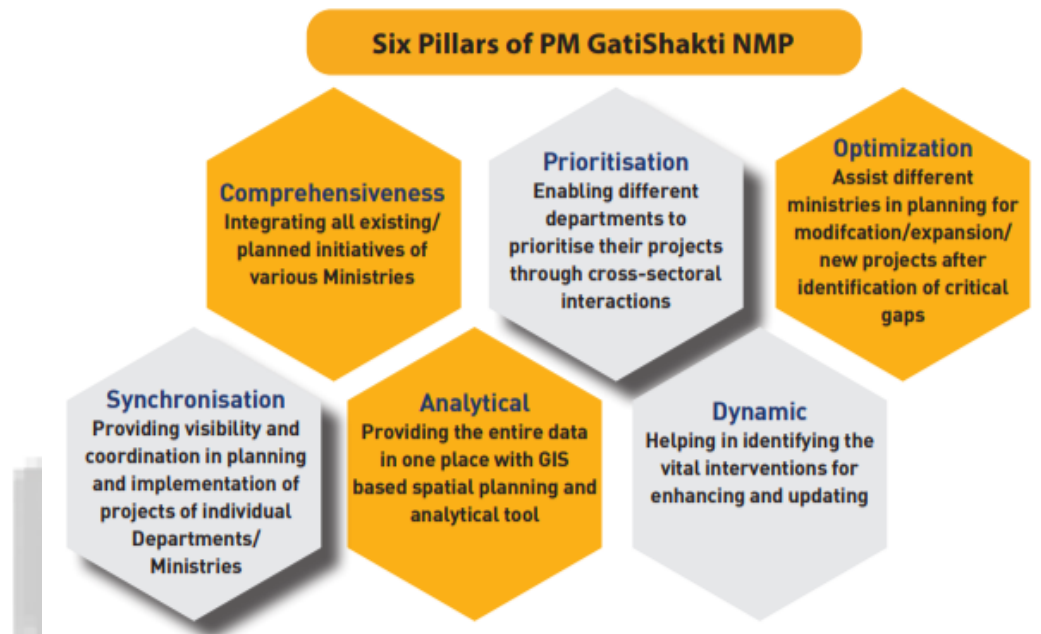 Six Pillars of PM GatiShakti NMP
Comprehensiveness
Integrating all existing/
planned initiatives of
various Ministries
Prioritisation
Enabling different
departments to
prioritise their projects
through cross-sectoral
interactions
Optimization
Assist different
ministries in planning for
modifcation/expansion/
new projects after
identification of critical
gaps
Synchronisation
Providing visibility and
coordination in planning
and implementation of
projects of individual
Departments/
Ministries
Analytical
Providing the entire data
in one place with GIS
based spatial planning and
analytical tool
Dynamic
Helping in identifying the
vital interventions for
enhancing and updating